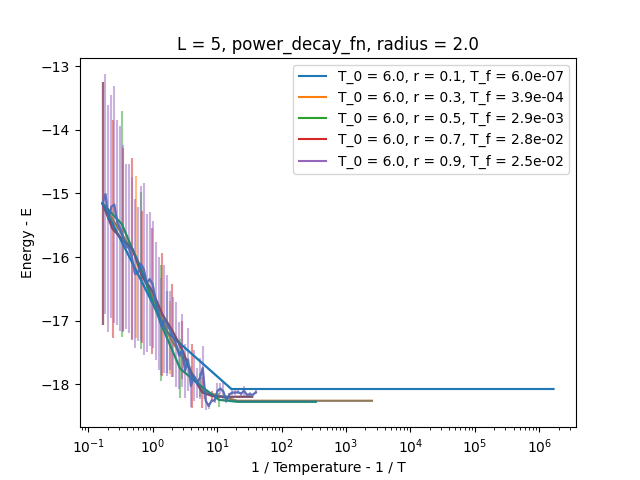 L = 5, power_decay_fn, radius = 2.0
−13
−14
−15
−16
−17
−18
Energy - E
T_0 = 6.0, r = 0.1, T_f = 6.0e-07
T_0 = 6.0, r = 0.3, T_f = 3.9e-04
T_0 = 6.0, r = 0.5, T_f = 2.9e-03
T_0 = 6.0, r = 0.7, T_f = 2.8e-02
T_0 = 6.0, r = 0.9, T_f = 2.5e-02
10⁻¹ 10⁰ 10¹ 10² 10³ 10⁴ 10⁵ 10⁶
1 / Temperature - 1 / T